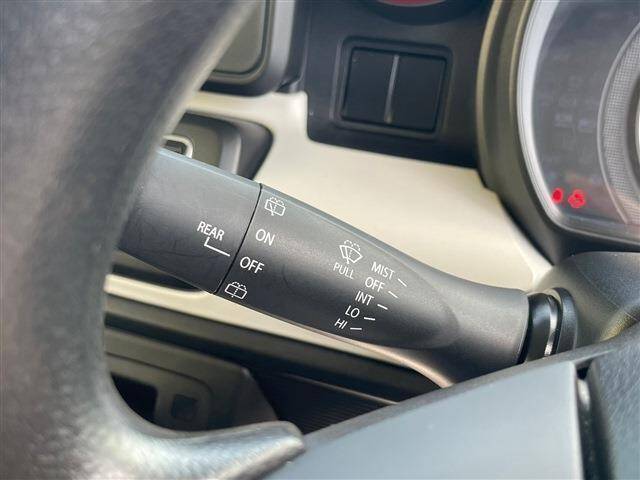 REAR
ON
OFF
PULL
MIST
OFF
INT
LO
HI